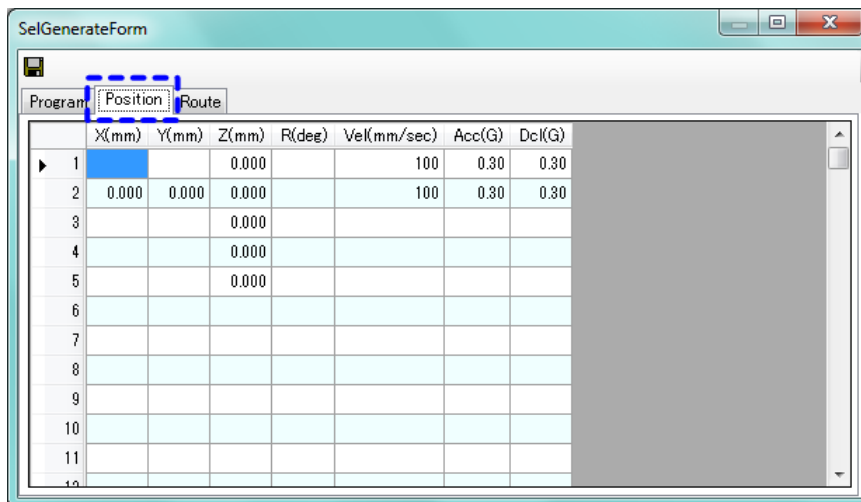 SelGenerateForm
Program Position Route
X(mm) Y(mm) Z(mm) R(deg) Vel(mm/sec) Acc(G) Dcl(G)
1 0.000 100 0.30 0.30
2 0.000 0.000 0.000 100 0.30 0.30
3 0.000
4 0.000
5 0.000
6
7
8
9
10
11
12